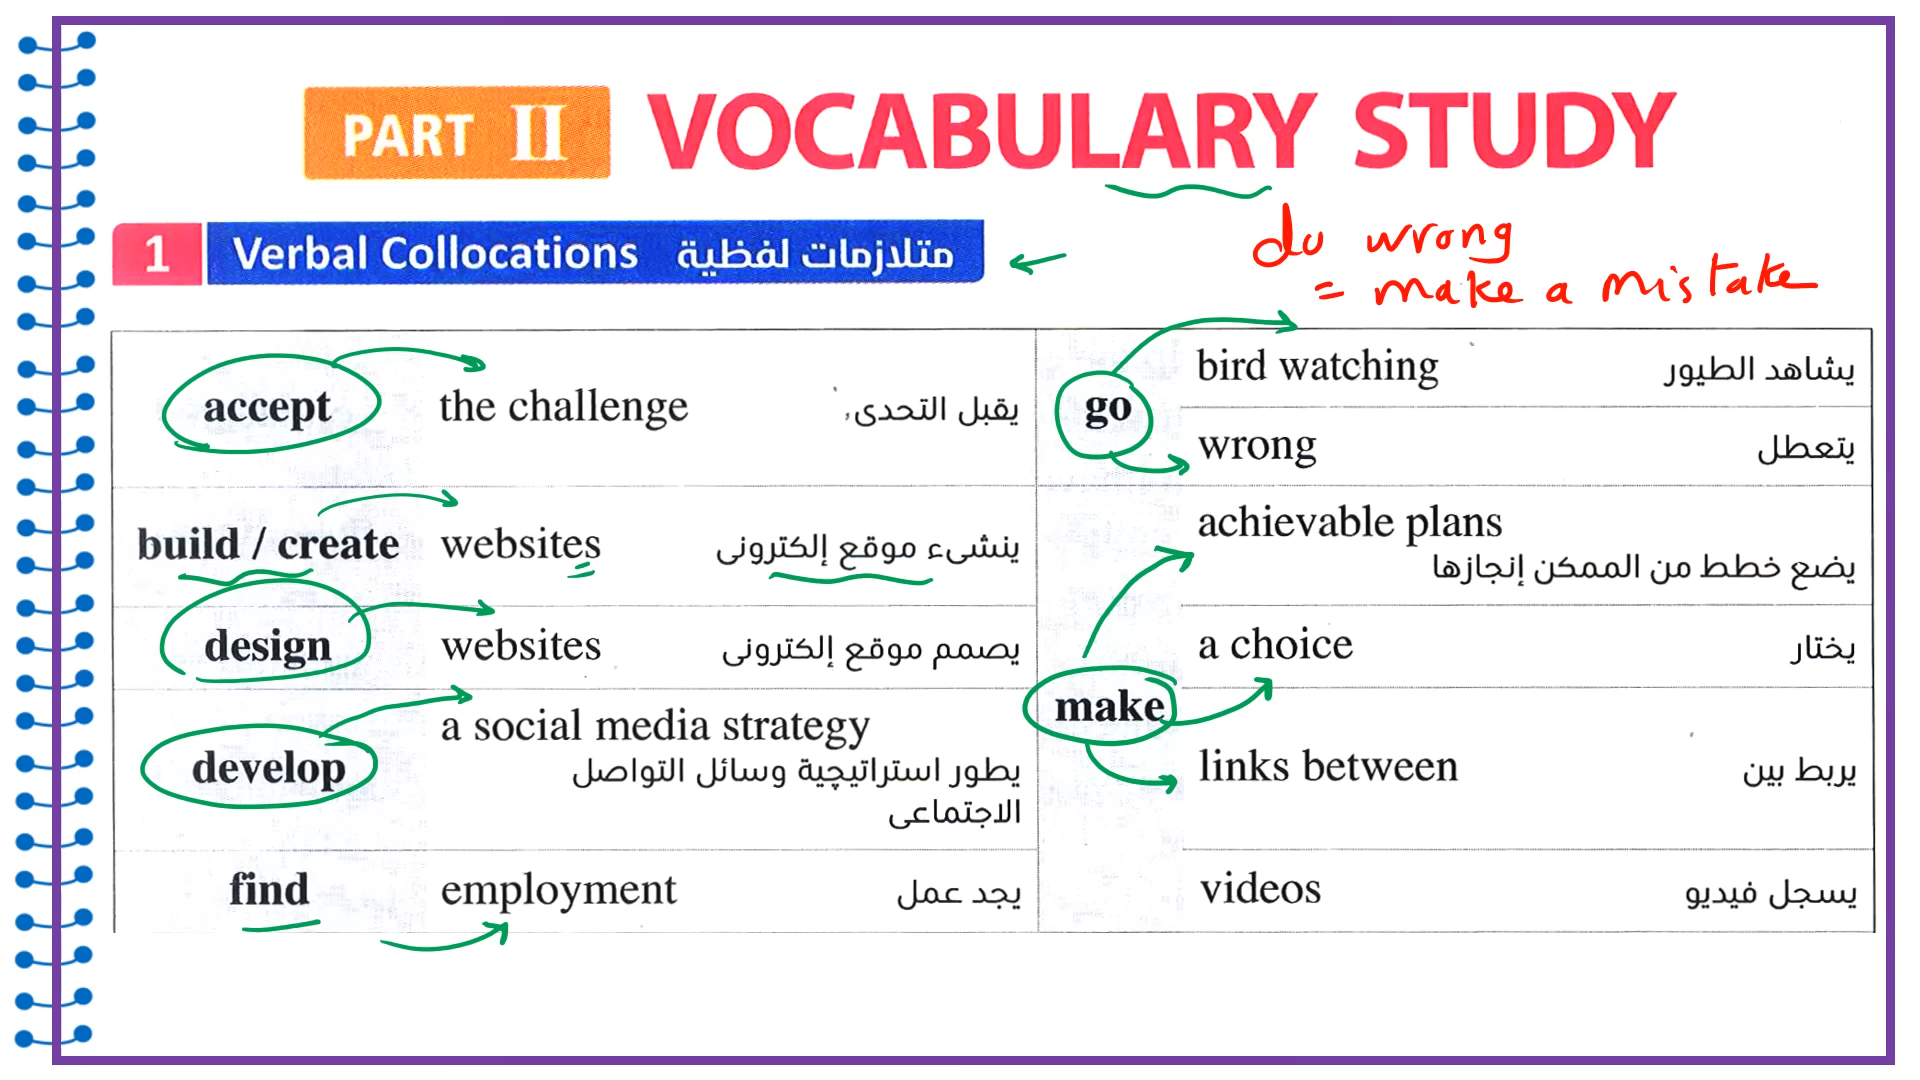 PART II VOCABULARY STUDY
1 Verbal Collocations متلازمات لفظية
do wrong
= make a mistake
accept the challenge يقبل التحدى
build / create websites ينشىء موقع إلكترونى
design websites يصمم موقع إلكترونى
develop a social media strategy
يطور استراتيچية وسائل التواصل
الاجتماعى
find employment يجد عمل
go bird watching يشاهد الطيور
wrong يتعطل
make achievable plans
يضع خطط من الممكن إنجازها
a choice يختار
links between يربط بين
videos يسجل فيديو